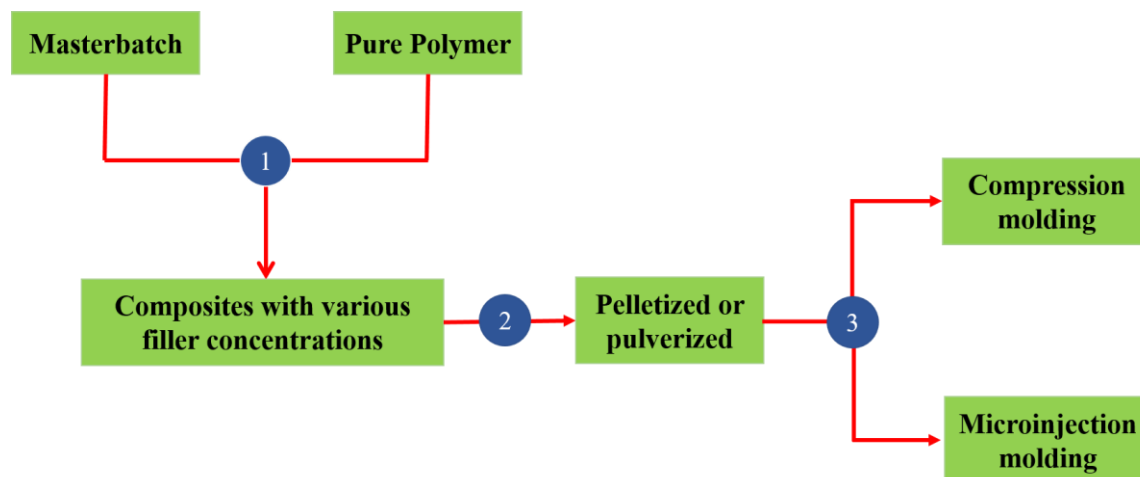 Masterbatch
Pure Polymer
1
Composites with various
filler concentrations
2
Pelletized or
pulverized
3
Compression
molding
Microinjection
molding